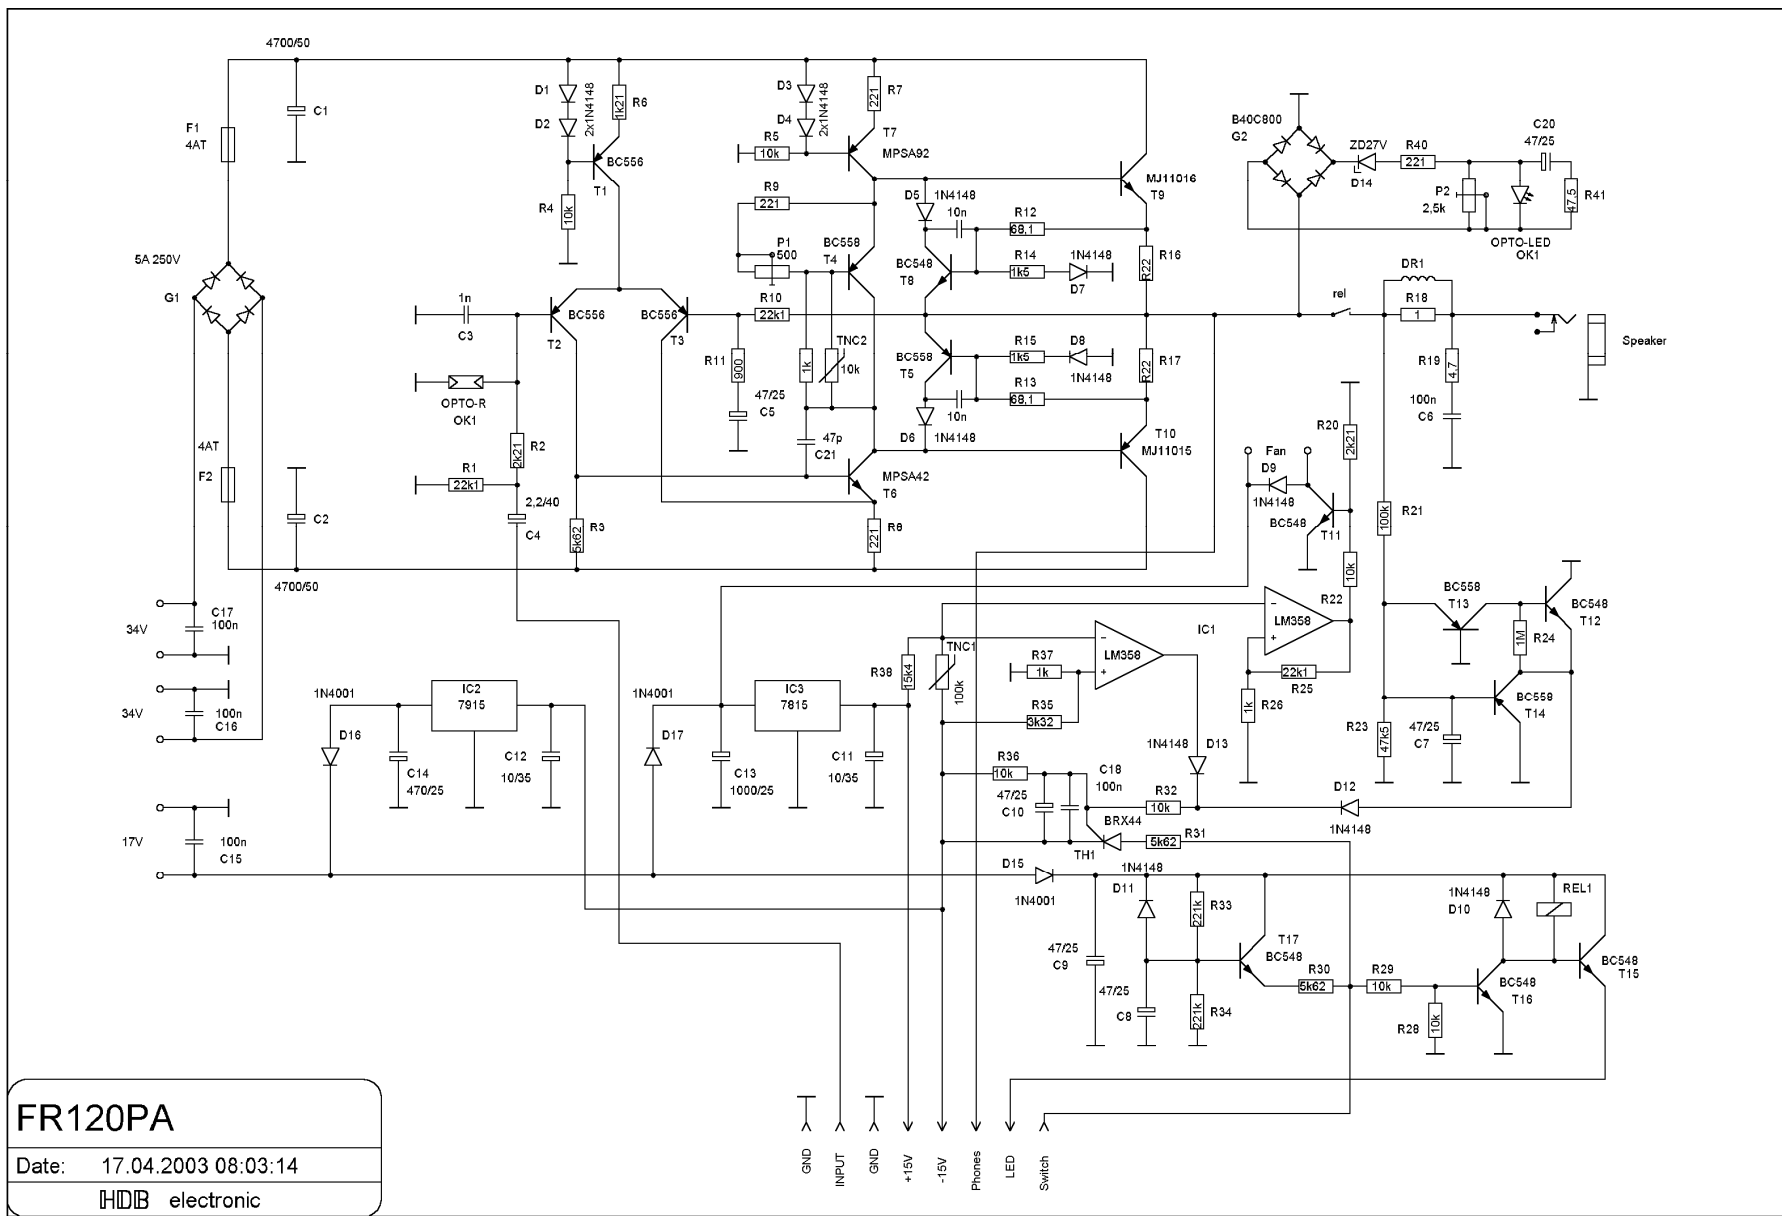 4700/50
C1
F1
4AT
5A 250V
G1
4AT
F2
C2
4700/50
D1
D2
2x1N4148
R6
1k21
BC556
T1
R4
10k
1n
C3
BC556
T2
BC556
T3
OPTO-R
OK1
R2
2k21
R1
22k1
2,2/40
C4
R3
5k62
D3
D4
2x1N4148
R7
221
R5
10k
T7
MPSA92
R9
221
P1
500
BC558
T4
R10
22k1
R11
900
47/25
C5
1k
TNC2
10k
47p
C21
MPSA42
T6
R8
221
D5
1N4148
10n
R12
68,1
BC548
T8
R14
1k5
1N4148
D7
MJ11016
T9
R16
R22
BC558
T5
R15
1k5
D8
1N4148
R13
68,1
10n
D6
1N4148
R17
R22
T10
MJ11015
B40C800
G2
ZD27V
D14
R40
221
P2
2,5k
C20
47/25
R41
47,5
OPTO-LED
OK1
rel
DR1
R18
1
R19
4,7
100n
C6
Speaker
Fan
D9
1N4148
BC548
T11
R20
2k21
10k
R22
R21
100k
BC558
T13
BC548
T12
R24
1M
BC559
T14
R23
47k5
47/25
C7
LM358
IC1
LM358
22k1
R25
R26
1k
R37
1k
R35
3k32
R38
15k4
TNC1
100k
34V
C17
100n
34V
100n
C16
17V
100n
C15
1N4001
D16
IC2
7915
C14
470/25
C12
10/35
1N4001
D17
IC3
7815
C13
1000/25
C11
10/35
R36
10k
47/25
C10
C18
100n
1N4148
D13
R32
10k
D12
1N4148
BRX44
TH1
R31
5k62
D15
1N4001
1N4148
D11
R33
221k
47/25
C9
47/25
C8
R34
221k
T17
BC548
R30
5k62
R29
10k
R28
10k
1N4148
D10
REL1
BC548
T16
BC548
T15
GND
INPUT
GND
+15V
-15V
Phones
LED
Switch
FR120PA
Date: 17.04.2003 08:03:14
HDB electronic